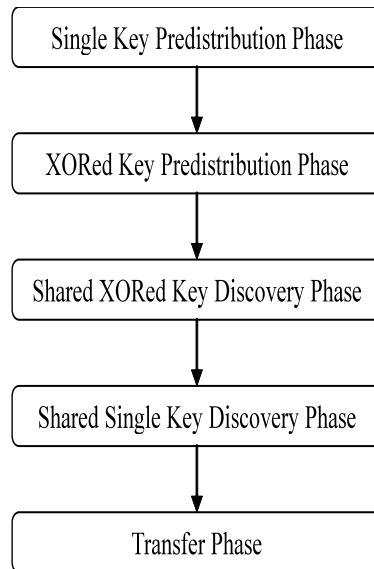 Single Key Predistribution Phase
XORed Key Predistribution Phase
Shared XORed Key Discovery Phase
Shared Single Key Discovery Phase
Transfer Phase